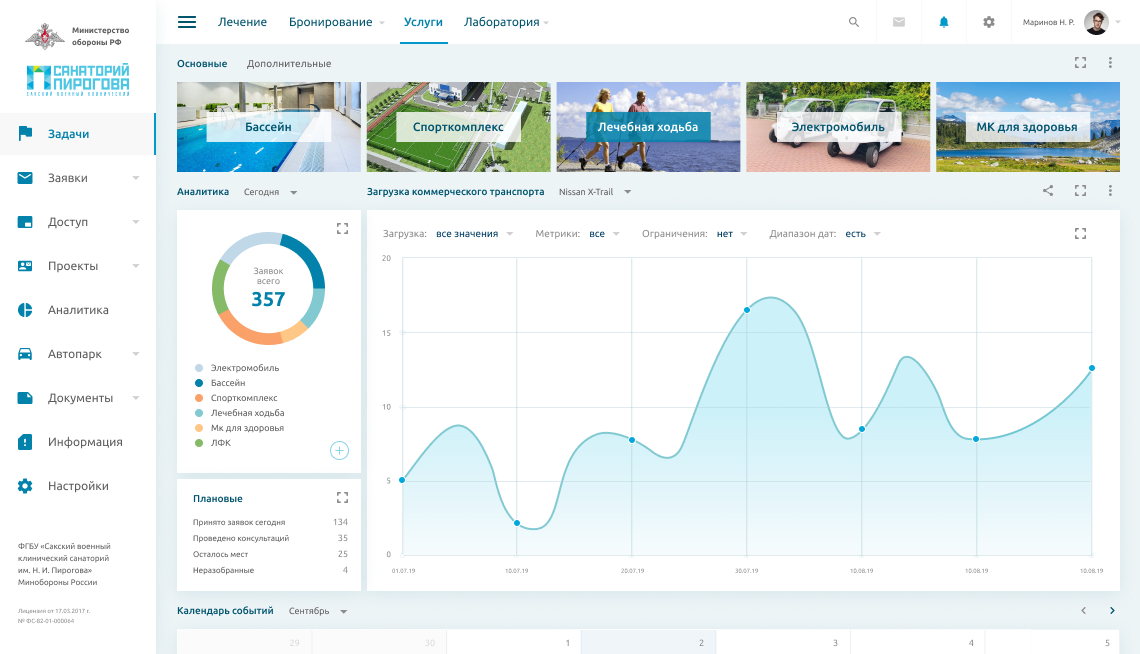 Министерство
обороны РФ
САНАТОРИЙ
ПИРОГОВА
САКСКИЙ ВОЕННЫЙ КЛИНИЧЕСКИЙ
Задачи
Заявки
Доступ
Проекты
Аналитика
Автопарк
Документы
Информация
Настройки
ФГБУ «Сакский военный
клинический санаторий
им. Н. И. Пирогова»
Минобороны России
Лицензия от 17.03.2017 г.
№ ФС-82-01-000064
Лечение Бронирование Услуги Лаборатория
Маринов Н. Р.
Основные Дополнительные
Бассейн Спорткомплекс Лечебная ходьба Электромобиль МК для здоровья
Аналитика Сегодня
Загрузка коммерческого транспорта Nissan X-Trail
Заявок
всего
357
Электромобиль
Бассейн
Спорткомплекс
Лечебная ходьба
Мк для здоровья
ЛФК
Плановые
Принято заявок сегодня 134
Проведено консультаций 35
Осталось мест 25
Неразобранные 4
Загрузка: все значения Метрики: все Ограничения: нет Диапазон дат: есть
20
15
10
5
0
01.07.19 10.07.19 20.07.19 30.07.19 10.08.19 10.08.19 10.08.19
Календарь событий Сентябрь
29 30 1 2 3 4 5